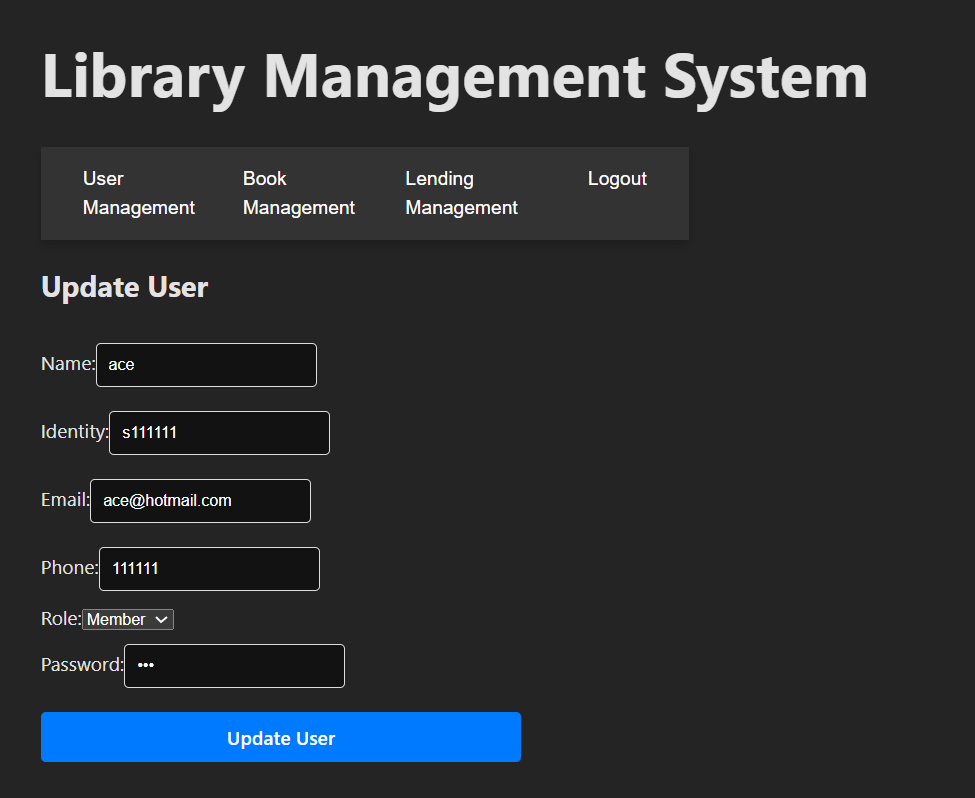 Library Management System
User Management
Book Management
Lending Management
Logout
Update User
Name: ace
Identity: s111111
Email: ace@hotmail.com
Phone: 111111
Role: Member
Password: •••
Update User